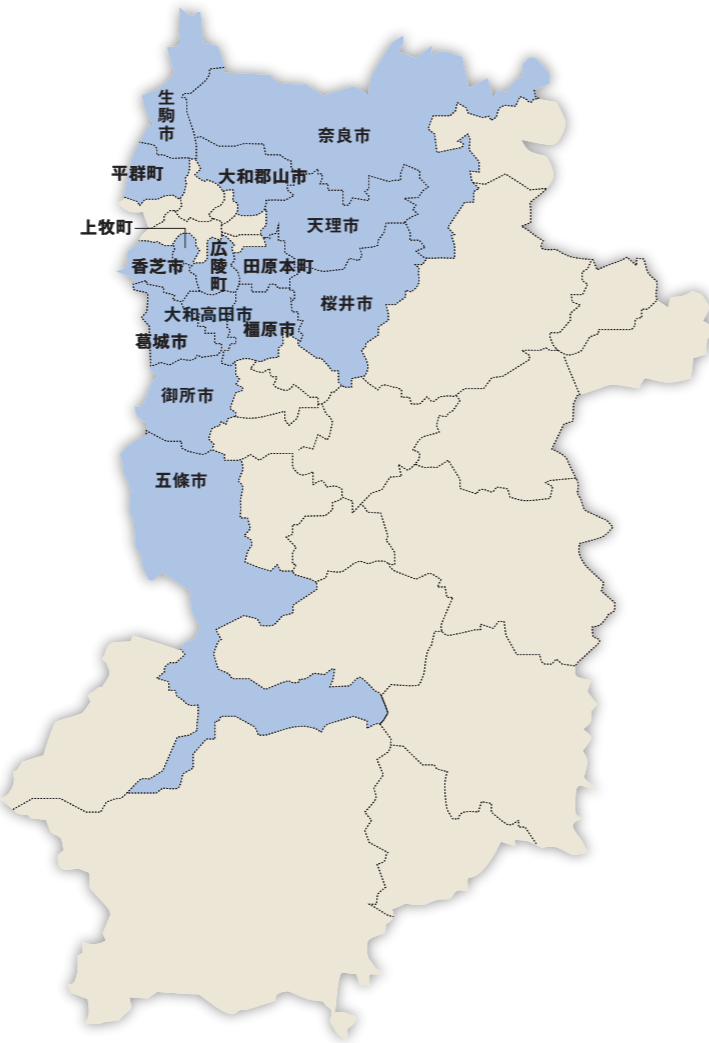 生駒市
奈良市
平群町
大和郡山市
上牧町
天理市
香芝市
広陵町
田原本町
桜井市
大和高田市
橿原市
葛城市
御所市
五條市